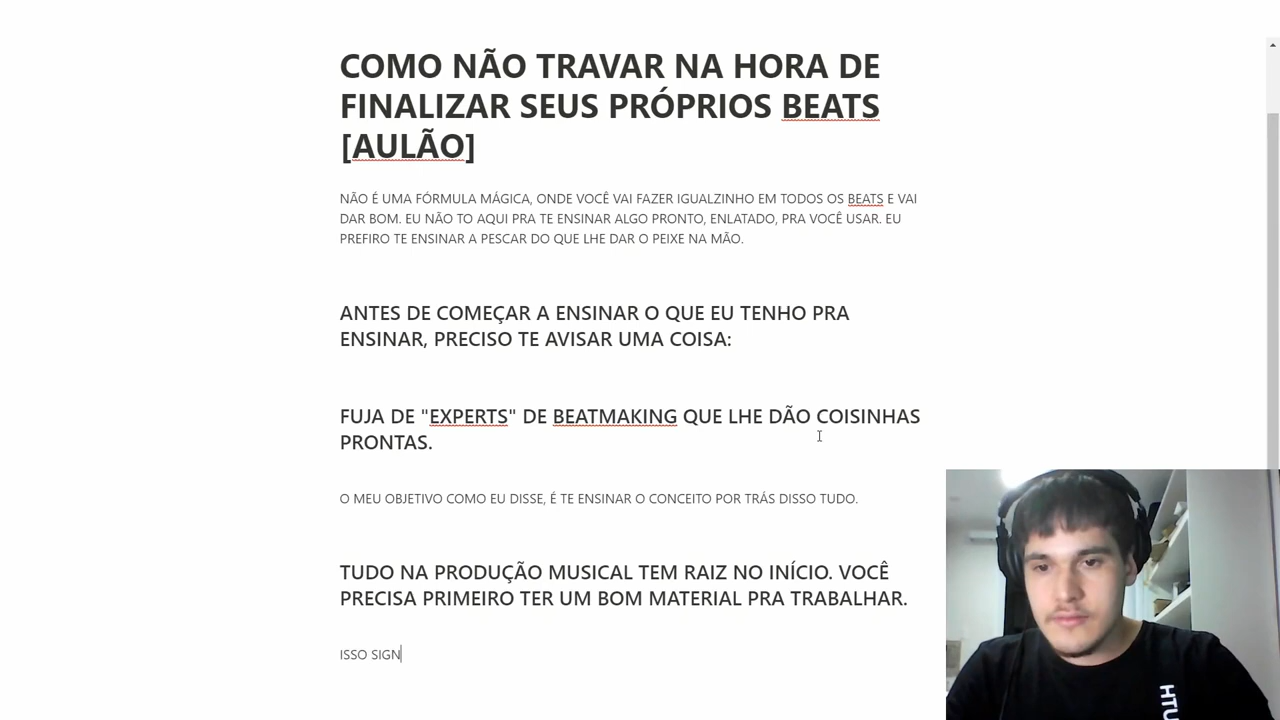 COMO NÃO TRAVAR NA HORA DE
FINALIZAR SEUS PRÓPRIOS BEATS
[AULÃO]
NÃO É UMA FÓRMULA MÁGICA, ONDE VOCÊ VAI FAZER IGUALZINHO EM TODOS OS BEATS E VAI
DAR BOM. EU NÃO TO AQUI PRA TE ENSINAR ALGO PRONTO, ENLATADO, PRA VOCÊ USAR. EU
PREFIRO TE ENSINAR A PESCAR DO QUE LHE DAR O PEIXE NA MÃO.
ANTES DE COMEÇAR A ENSINAR O QUE EU TENHO PRA
ENSINAR, PRECISO TE AVISAR UMA COISA:
FUJA DE "EXPERTS" DE BEATMAKING QUE LHE DÃO COISINHAS
PRONTAS.
O MEU OBJETIVO COMO EU DISSE, É TE ENSINAR O CONCEITO POR TRÁS DISSO TUDO.
TUDO NA PRODUÇÃO MUSICAL TEM RAIZ NO INÍCIO. VOCÊ
PRECISA PRIMEIRO TER UM BOM MATERIAL PRA TRABALHAR.
ISSO SIGN
HTU